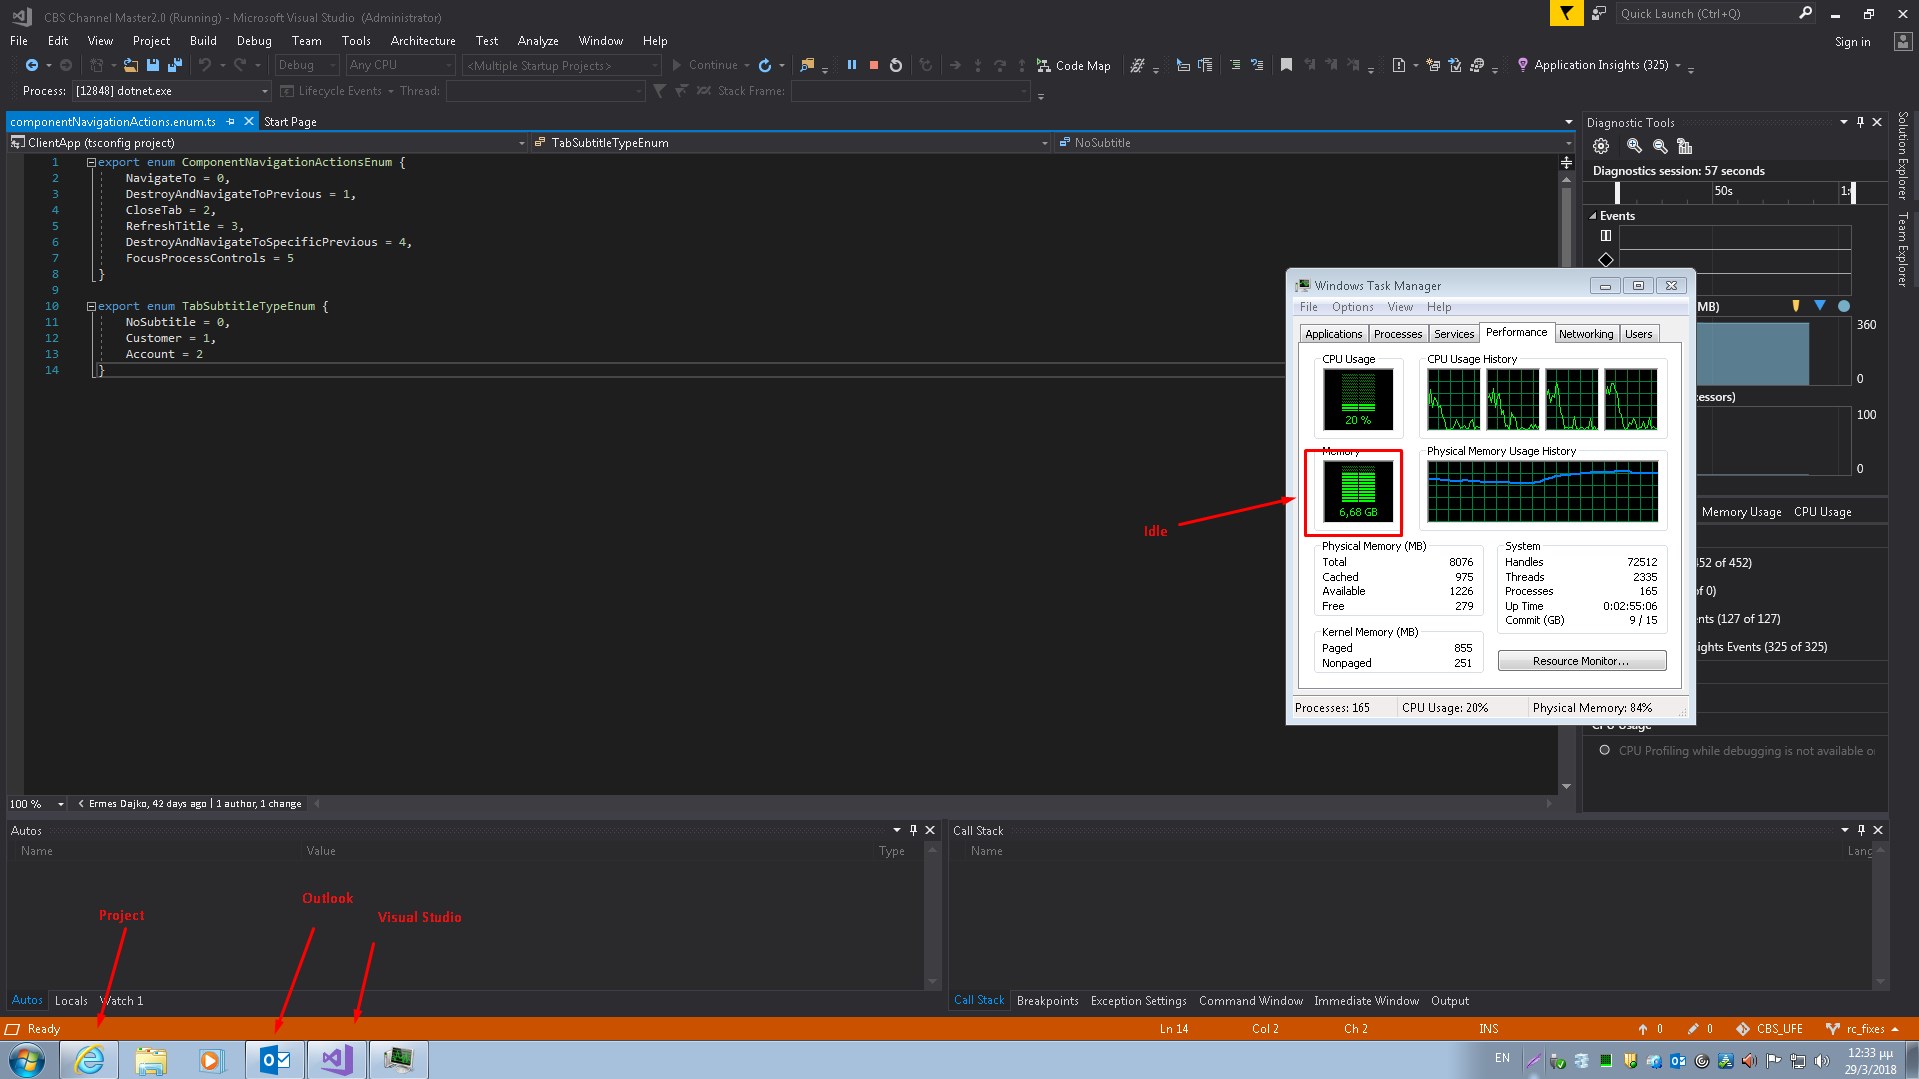 CBS Channel Master2.0 (Running) - Microsoft Visual Studio (Administrator)
Quick Launch (Ctrl+Q)
File Edit View Project Build Debug Team Tools Architecture Test Analyze Window Help
Sign in
Debug Any CPU <Multiple Startup Projects> Continue Code Map Application Insights (325)
Process: [12848] dotnet.exe Lifecycle Events Thread: Stack Frame:
componentNavigationActions.enum.ts Start Page
ClientApp (tsconfig project) TabSubtitleTypeEnum NoSubtitle
1 export enum ComponentNavigationActionsEnum {
2 NavigateTo = 0,
3 DestroyAndNavigateToPrevious = 1,
4 CloseTab = 2,
5 RefreshTitle = 3,
6 DestroyAndNavigateToSpecificPrevious = 4,
7 FocusProcessControls = 5
8 }
9
10 export enum TabSubtitleTypeEnum {
11 NoSubtitle = 0,
12 Customer = 1,
13 Account = 2
14 }
Diagnostic Tools
Diagnostics session: 57 seconds
50s
Events
MB)
360
0
essors)
100
0
Memory Usage CPU Usage
452 of 452)
of 0)
ents (127 of 127)
ights Events (325 of 325)
CPU Usage
CPU Profiling while debugging is not available
Solution Explorer
Team Explorer
Windows Task Manager
File Options View Help
Applications Processes Services Performance Networking Users
CPU Usage CPU Usage History
20 %
Memory Physical Memory Usage History
6,68 GB
Physical Memory (MB)
Total 8076
Cached 975
Available 1226
Free 279
Kernel Memory (MB)
Paged 855
Nonpaged 251
System
Handles 72512
Threads 2335
Processes 165
Up Time 0:02:55:06
Commit (GB) 9 / 15
Resource Monitor...
Processes: 165 CPU Usage: 20% Physical Memory: 84%
Idle
100 % Ermes Dajko, 42 days ago | 1 author, 1 change
Autos
Name Value Type
Project
Outlook
Visual Studio
Autos Locals Watch 1
Call Stack
Name Lang
Call Stack Breakpoints Exception Settings Command Window Immediate Window Output
Ready Ln 14 Col 2 Ch 2 INS 0 0 CBS_UFE rc_fixes
EN
12:33 μμ
29/3/2018